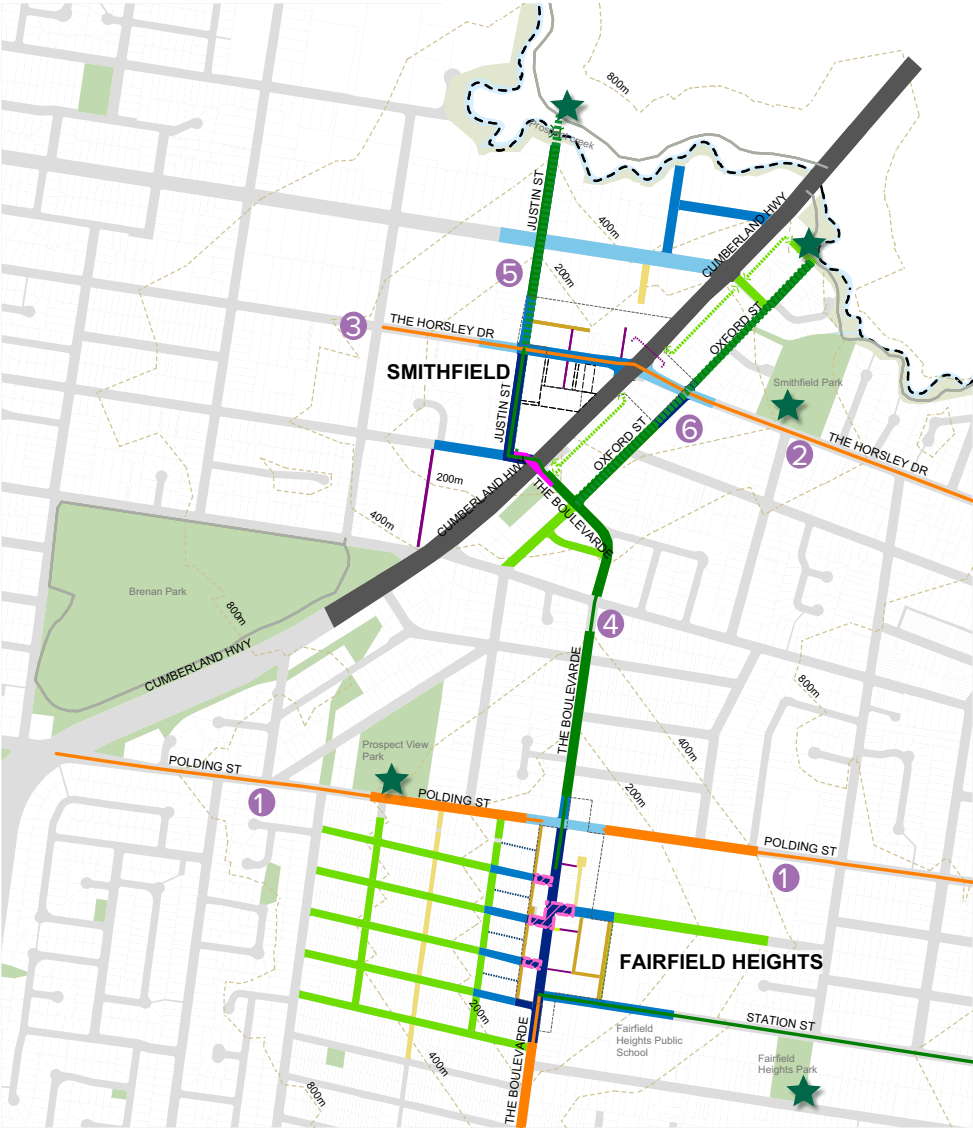 800m
Prospect Creek
JUSTIN ST
400m
CUMBERLAND HWY
200m
5
3
THE HORSLEY DR
OXFORD ST
SMITHFIELD
Smithfield Park
JUSTIN ST
6
OXFORD ST
2
THE HORSLEY DR
200m
CUMBERLAND HWY
THE BOULEVARDE
400m
Brenan Park
800m
4
CUMBERLAND HWY
THE BOULEVARDE
800m
400m
Prospect View
Park
POLDING ST
1
POLDING ST
200m
POLDING ST
1
FAIRFIELD HEIGHTS
200m
THE BOULEVARDE
STATION ST
Fairfield
Heights Public
School
400m
Fairfield
Heights Park
800m